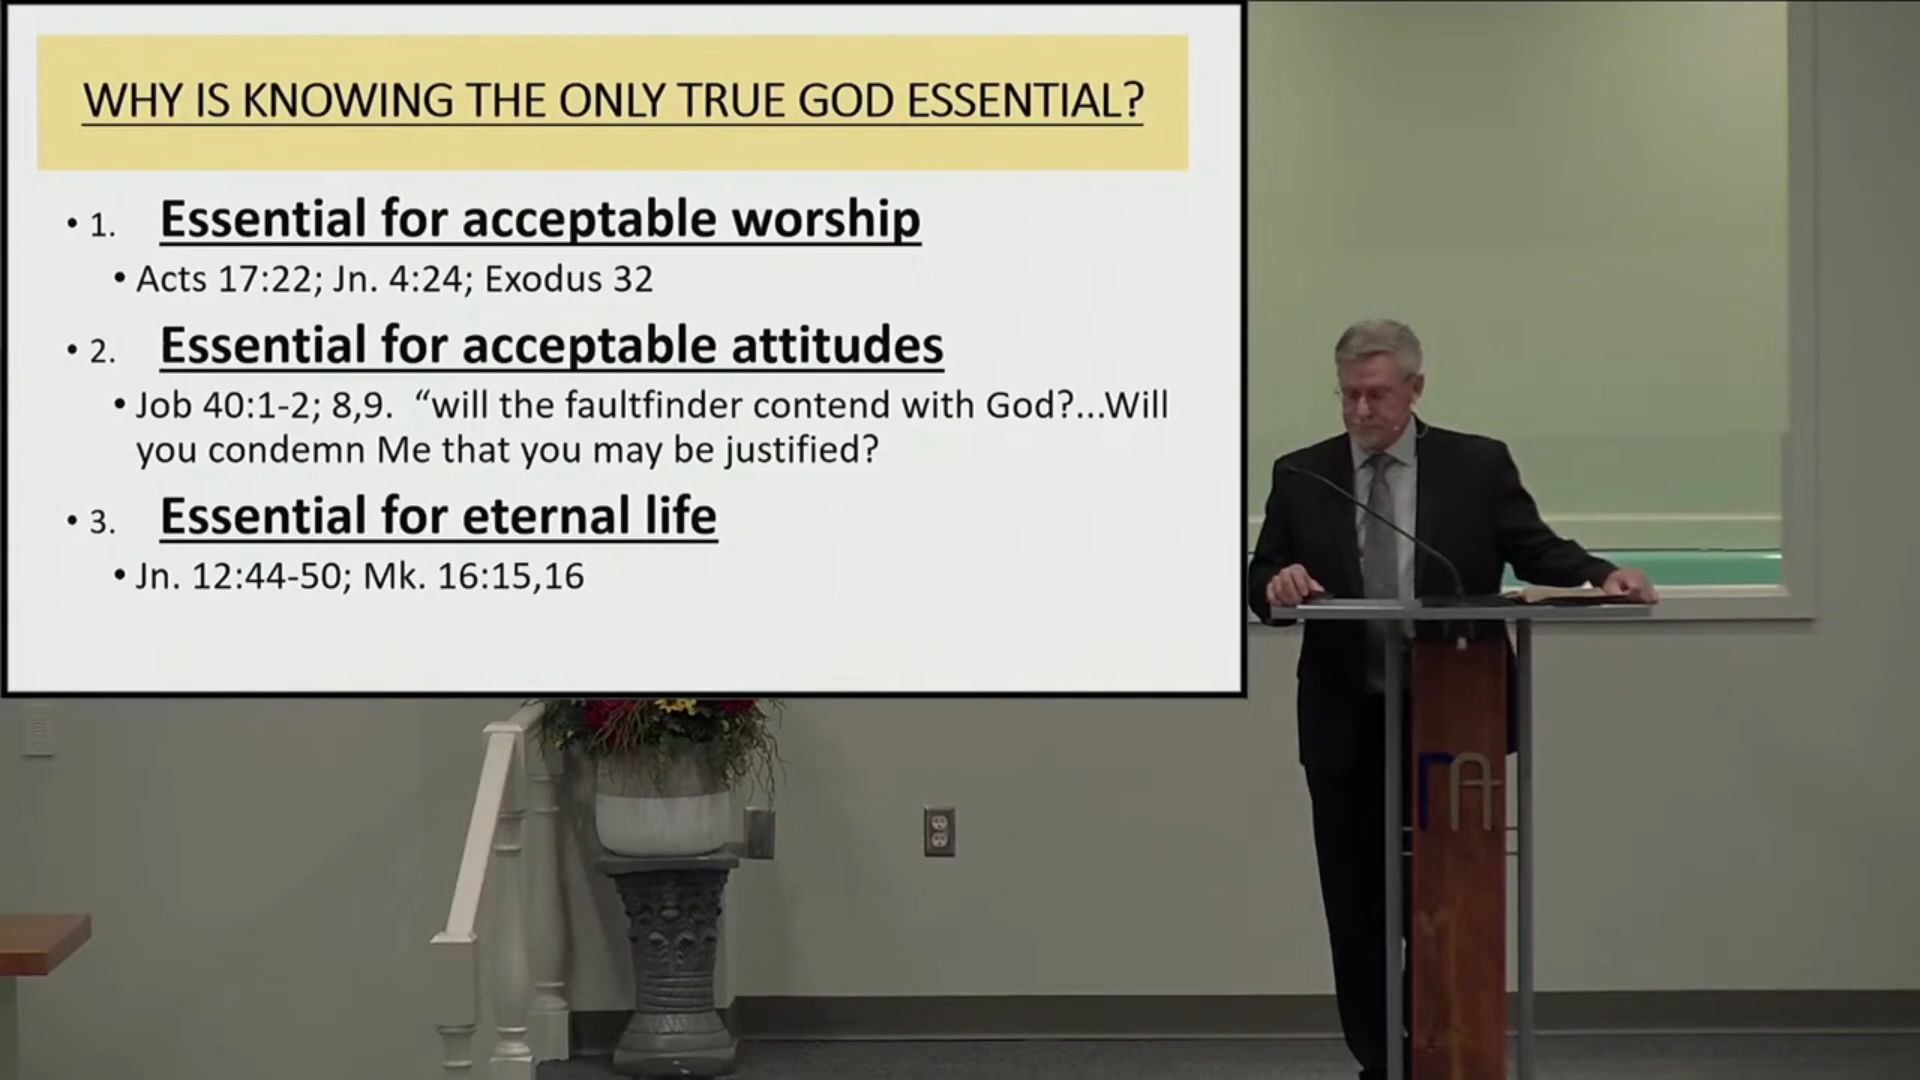 WHY IS KNOWING THE ONLY TRUE GOD ESSENTIAL?
• 1. Essential for acceptable worship
• Acts 17:22; Jn. 4:24; Exodus 32
• 2. Essential for acceptable attitudes
• Job 40:1-2; 8,9. “will the faultfinder contend with God?...Will
you condemn Me that you may be justified?
• 3. Essential for eternal life
• Jn. 12:44-50; Mk. 16:15,16